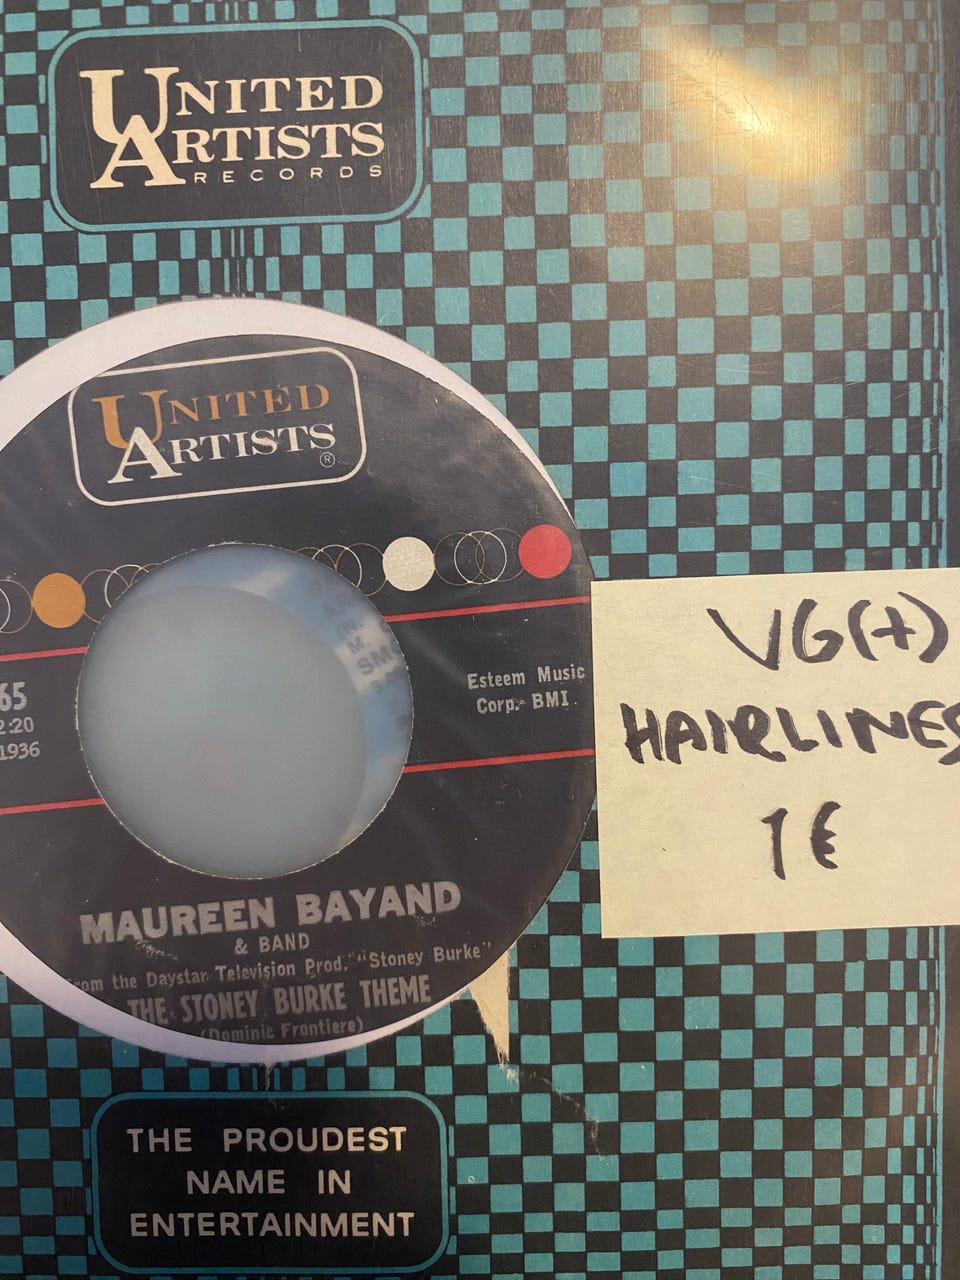 UNITED
ARTISTS
RECORDS
UNITED
ARTISTS
®
65
2:20
1936
Esteem Music
Corp. BMI.
VG(+)
HAIRLINES
1 €
MAUREEN BAYAND
& BAND
om the Daystar Television Prod. "Stoney Burke"
THE STONEY BURKE THEME
(Dominic Frontiere)
THE PROUDEST
NAME IN
ENTERTAINMENT